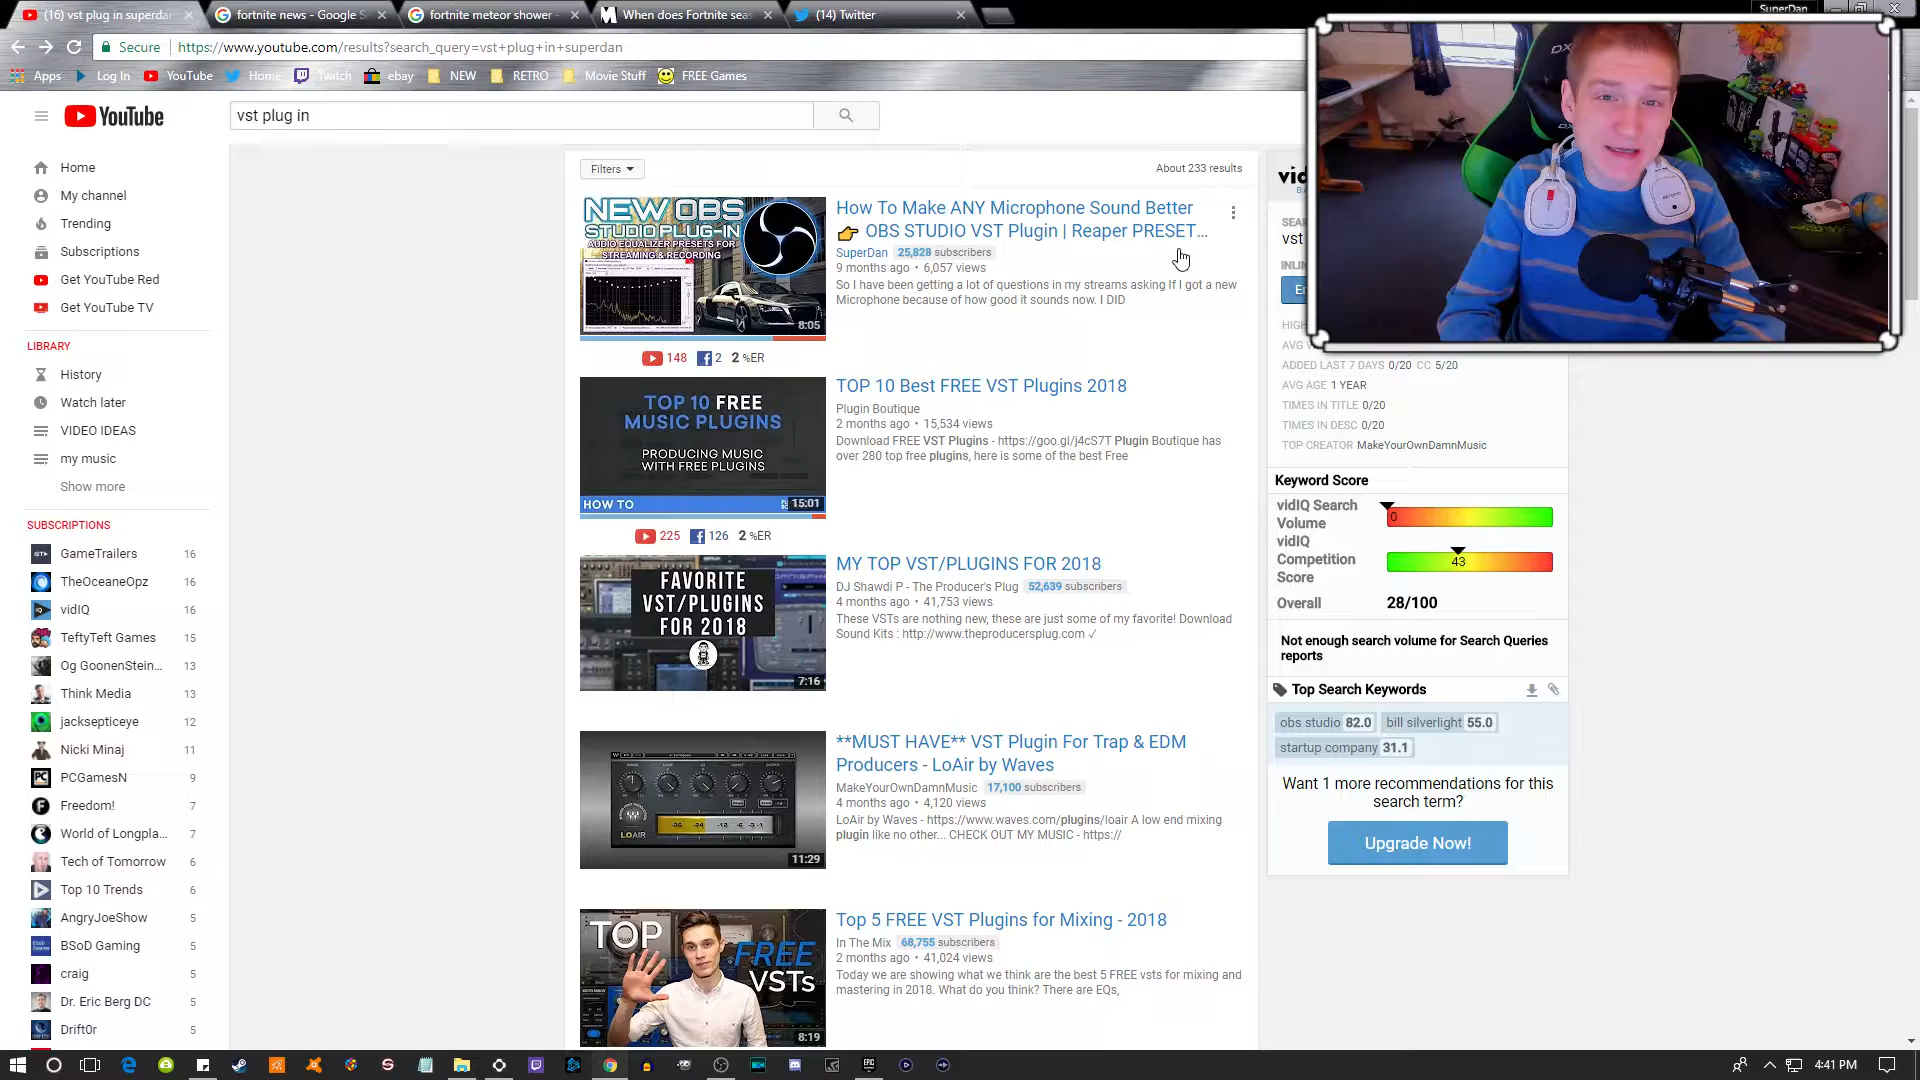 (16) vst plug in superdan
fortnite news - Google S
fortnite meteor shower -
When does Fortnite seas
(14) Twitter
SuperDan
Secure
https://www.youtube.com/results?search_query=vst+plug+in+superdan
Apps
Log In
YouTube
Home
Twitch
ebay
NEW
RETRO
Movie Stuff
FREE Games
YouTube
vst plug in
Home
My channel
Trending
Subscriptions
Get YouTube Red
Get YouTube TV
LIBRARY
History
Watch later
VIDEO IDEAS
my music
Show more
SUBSCRIPTIONS
GameTrailers 16
TheOceaneOpz 16
vidIQ 16
TeftyTeft Games 15
Og GoonenStein... 13
Think Media 13
jacksepticeye 12
Nicki Minaj 11
PCGamesN 9
Freedom! 7
World of Longpla... 7
Tech of Tomorrow 6
Top 10 Trends 6
AngryJoeShow 5
BSoD Gaming 5
craig 5
Dr. Eric Berg DC 5
Drift0r 5
Filters
About 233 results
NEW OBS
STUDIO PLUG-IN
AUDIO EQUALIZER PRESETS FOR
STREAMING & RECORDING
8:05
How To Make ANY Microphone Sound Better
OBS STUDIO VST Plugin | Reaper PRESET...
SuperDan 25,828 subscribers
9 months ago • 6,057 views
So I have been getting a lot of questions in my streams asking If I got a new
Microphone because of how good it sounds now. I DID
148 2 2 %ER
TOP 10 FREE
MUSIC PLUGINS
PRODUCING MUSIC
WITH FREE PLUGINS
HOW TO
15:01
TOP 10 Best FREE VST Plugins 2018
Plugin Boutique
2 months ago • 15,534 views
Download FREE VST Plugins - https://goo.gl/j4cS7T Plugin Boutique has
over 280 top free plugins, here is some of the best Free
225 126 2 %ER
FAVORITE
VST/PLUGINS
FOR 2018
7:16
MY TOP VST/PLUGINS FOR 2018
DJ Shawdi P - The Producer's Plug 52,639 subscribers
4 months ago • 41,753 views
These VSTs are nothing new, these are just some of my favorite! Download
Sound Kits : http://www.theproducersplug.com ✓
LOAIR
11:29
**MUST HAVE** VST Plugin For Trap & EDM
Producers - LoAir by Waves
MakeYourOwnDamnMusic 17,100 subscribers
4 months ago • 4,120 views
LoAir by Waves - https://www.waves.com/plugins/loair A low end mixing
plugin like no other... CHECK OUT MY MUSIC - https://
TOP
FREE
VSTs
8:19
Top 5 FREE VST Plugins for Mixing - 2018
In The Mix 68,755 subscribers
2 months ago • 41,024 views
Today we are showing what we think are the best 5 FREE vsts for mixing and
mastering in 2018. What do you think? There are EQs,
vid
SEA
vst
INLIN
En
HIGH
AVG V
ADDED LAST 7 DAYS 0/20 CC 5/20
AVG AGE 1 YEAR
TIMES IN TITLE 0/20
TIMES IN DESC 0/20
TOP CREATOR MakeYourOwnDamnMusic
Keyword Score
vidIQ Search
Volume
0
vidIQ
Competition
Score
43
Overall 28/100
Not enough search volume for Search Queries
reports
Top Search Keywords
obs studio 82.0 bill silverlight 55.0
startup company 31.1
Want 1 more recommendations for this
search term?
Upgrade Now!
4:41 PM